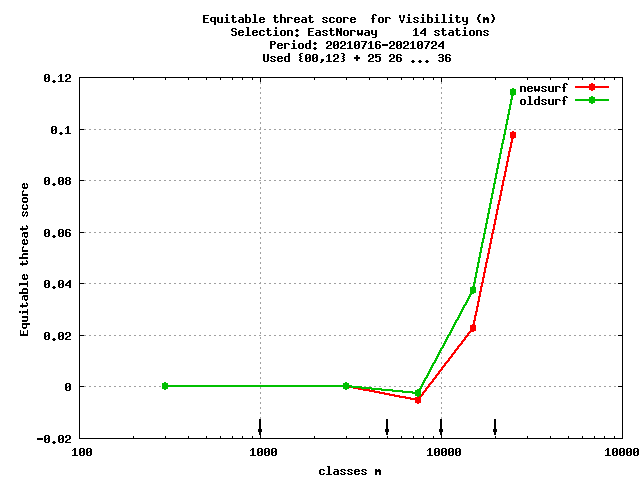 Equitable threat score  for Visibility (m)
Selection: EastNorway     14 stations
Period: 20210716-20210724
Used {00,12} + 25 26 ... 36
newsurf
oldsurf
0.12
0.1
0.08
0.06
0.04
0.02
0
-0.02
Equitable threat score
100
1000
10000
10000
classes m